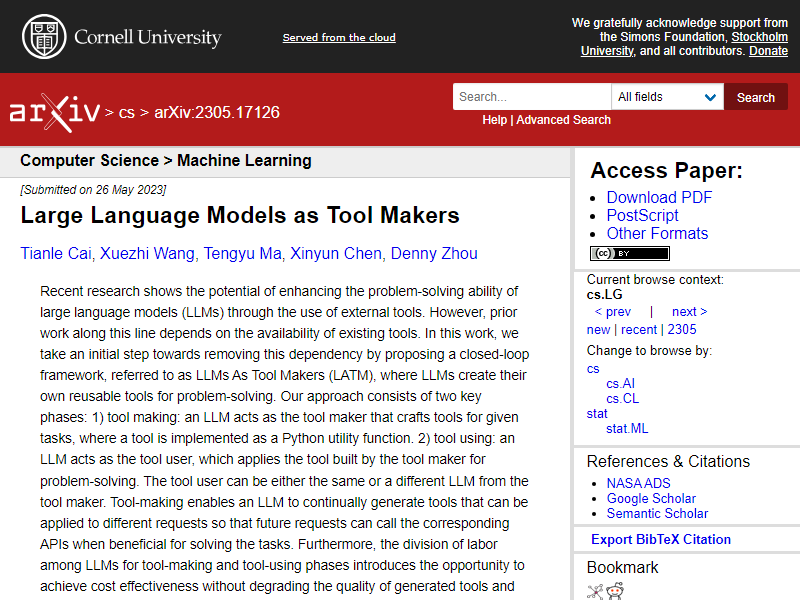 Cornell University
Served from the cloud
We gratefully acknowledge support from
the Simons Foundation, Stockholm
University, and all contributors. Donate
arXiv > cs > arXiv:2305.17126
Search...
All fields
Search
Help | Advanced Search
Computer Science > Machine Learning
[Submitted on 26 May 2023]
Large Language Models as Tool Makers
Tianle Cai, Xuezhi Wang, Tengyu Ma, Xinyun Chen, Denny Zhou
Recent research shows the potential of enhancing the problem-solving ability of
large language models (LLMs) through the use of external tools. However, prior
work along this line depends on the availability of existing tools. In this work, we
take an initial step towards removing this dependency by proposing a closed-loop
framework, referred to as LLMs As Tool Makers (LATM), where LLMs create their
own reusable tools for problem-solving. Our approach consists of two key
phases: 1) tool making: an LLM acts as the tool maker that crafts tools for given
tasks, where a tool is implemented as a Python utility function. 2) tool using: an
LLM acts as the tool user, which applies the tool built by the tool maker for
problem-solving. The tool user can be either the same or a different LLM from the
tool maker. Tool-making enables an LLM to continually generate tools that can be
applied to different requests so that future requests can call the corresponding
APIs when beneficial for solving the tasks. Furthermore, the division of labor
among LLMs for tool-making and tool-using phases introduces the opportunity to
achieve cost effectiveness without degrading the quality of generated tools and
Access Paper:
Download PDF
PostScript
Other Formats
(cc) BY
Current browse context:
cs.LG
< prev | next >
new | recent | 2305
Change to browse by:
cs
cs.AI
cs.CL
stat
stat.ML
References & Citations
NASA ADS
Google Scholar
Semantic Scholar
Export BibTeX Citation
Bookmark